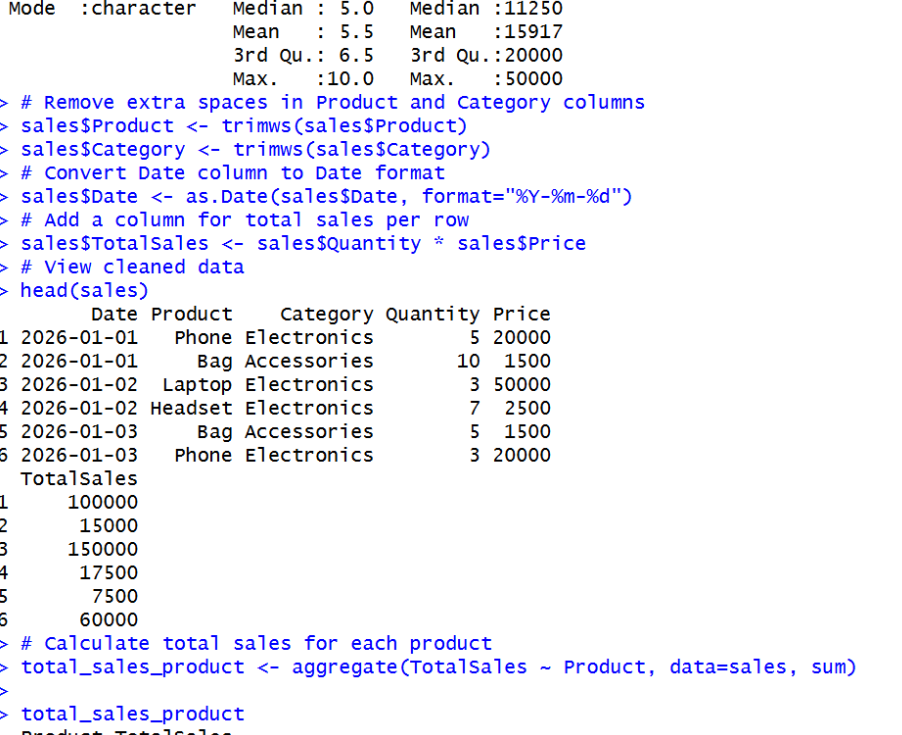 Mode  :character   Median : 5.0   Median :11250
Mean   : 5.5   Mean   :15917
3rd Qu.: 6.5   3rd Qu.:20000
Max.   :10.0   Max.   :50000
> # Remove extra spaces in Product and Category columns
> sales$Product <- trimws(sales$Product)
> sales$Category <- trimws(sales$Category)
> # Convert Date column to Date format
> sales$Date <- as.Date(sales$Date, format="%Y-%m-%d")
> # Add a column for total sales per row
> sales$TotalSales <- sales$Quantity * sales$Price
> # View cleaned data
> head(sales)
Date Product    Category Quantity Price
1 2026-01-01   Phone Electronics        5 20000
2 2026-01-01     Bag Accessories       10  1500
3 2026-01-02  Laptop Electronics        3 50000
4 2026-01-02 Headset Electronics        7  2500
5 2026-01-03     Bag Accessories        5  1500
6 2026-01-03   Phone Electronics        3 20000
TotalSales
1     100000
2      15000
3     150000
4      17500
5       7500
6      60000
> # Calculate total sales for each product
> total_sales_product <- aggregate(TotalSales ~ Product, data=sales, sum)
>
> total_sales_product
Product TotalSales